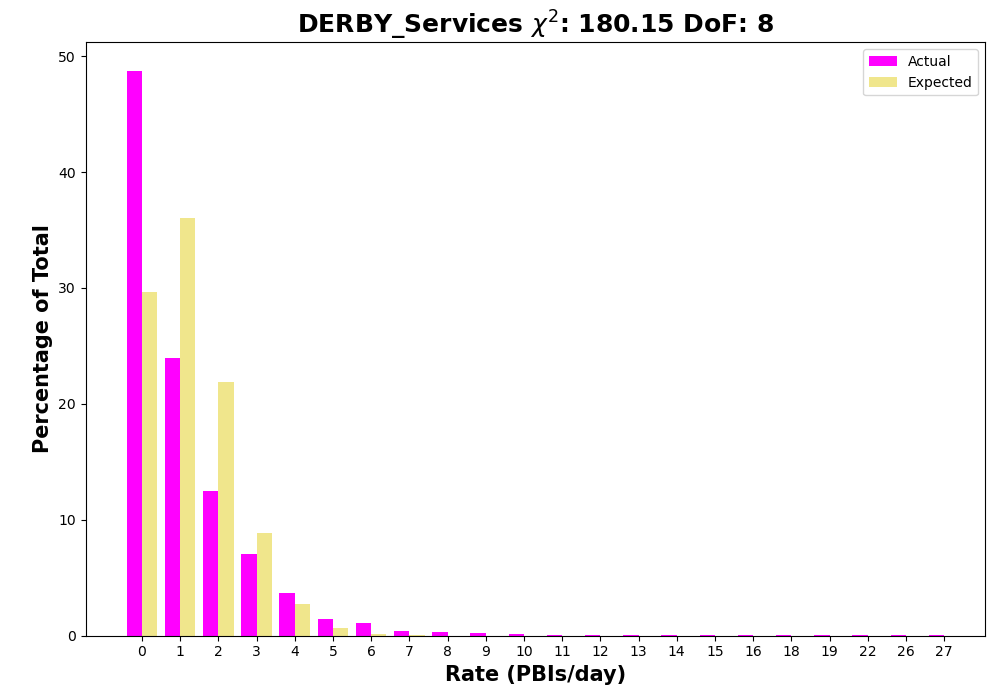 DERBY_Services χ²: 180.15 DoF: 8
Actual
Expected
Percentage of Total
50
40
30
20
10
0
0 1 2 3 4 5 6 7 8 9 10 11 12 13 14 15 16 18 19 22 26 27
Rate (PBIs/day)